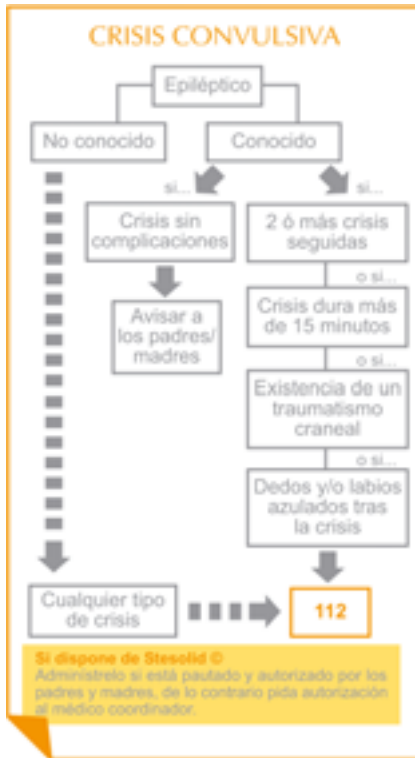 CRISIS CONVULSIVA
Epiléptico
No conocido
Conocido
si...
si...
Crisis sin
complicaciones
2 ó más crisis
seguidas
o si...
Avisar a
los padres/
madres
Crisis dura más
de 15 minutos
o si...
Existencia de un
traumatismo
craneal
o si...
Dedos y/o labios
azulados tras
la crisis
Cualquier tipo
de crisis
112
Si dispone de Stesolid ©
Adminístrelo si está pautado y autorizado por los
padres y madres, de lo contrario pida autorización
al médico coordinador.